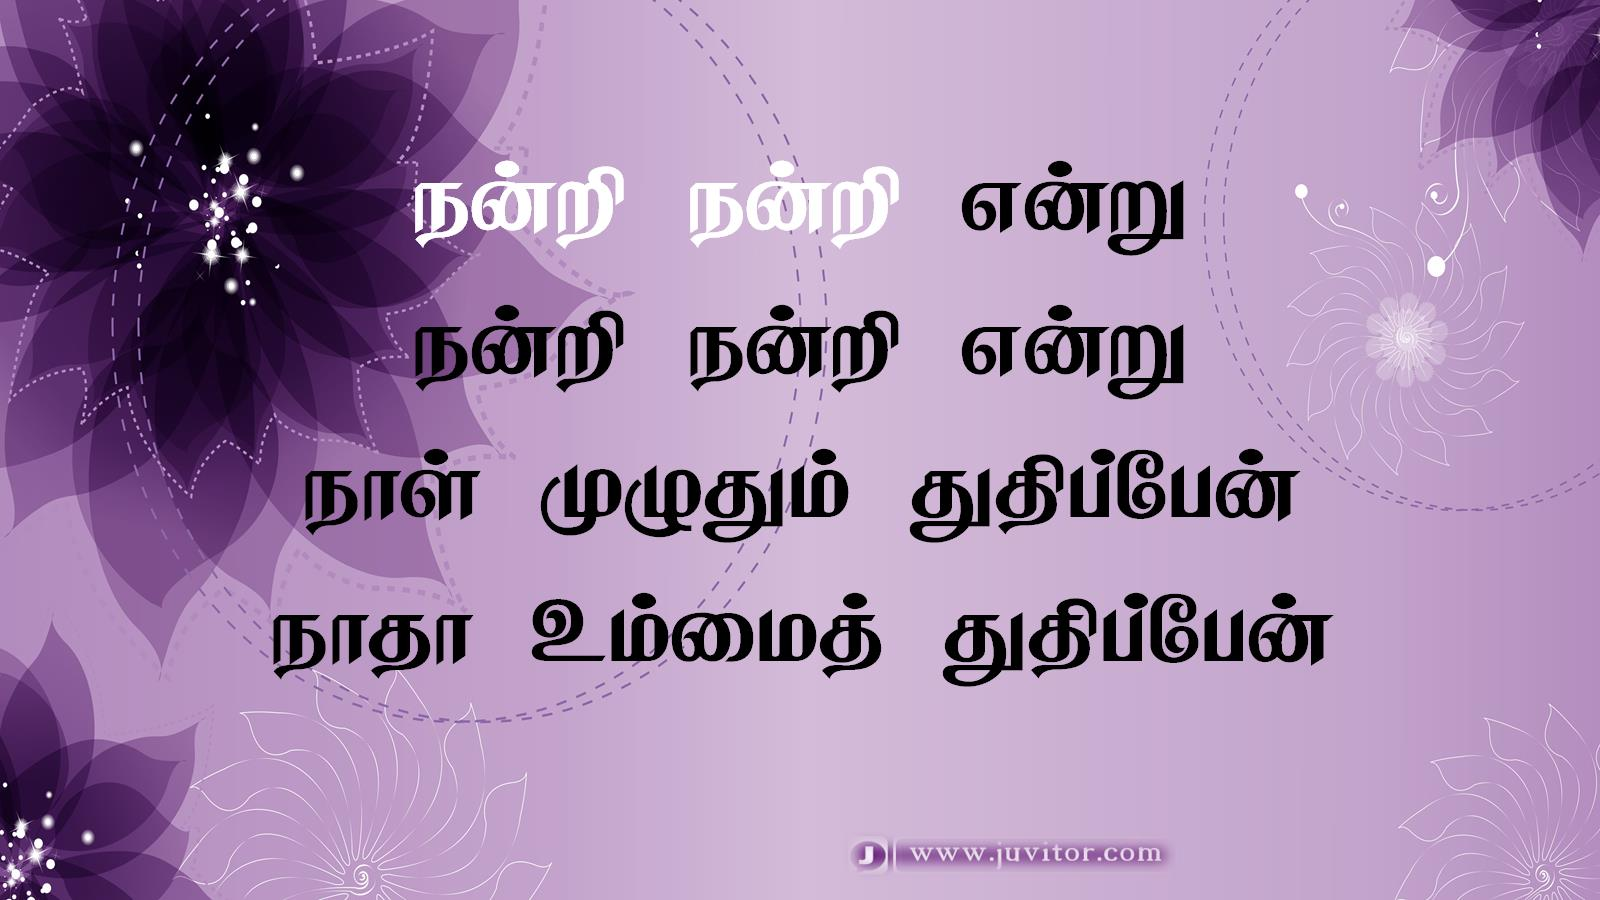 நன்றி நன்றி என்று
நன்றி நன்றி என்று
நாள் முழுதும் துதிப்பேன்
நாதா உம்மைத் துதிப்பேன்
J www.juvitor.com